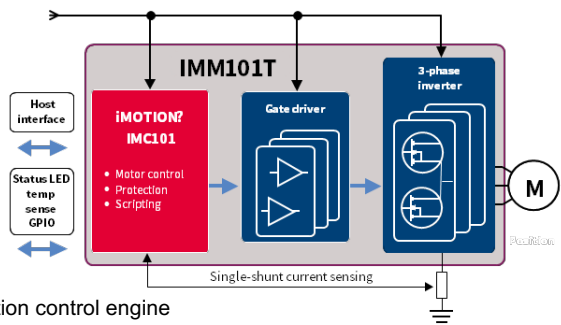 IMM101T
3-phase
inverter
iMOTION?
IMC101
Gate driver
Host
interface
• Motor control
• Protection
• Scripting
Status LED
temp
sense
GPIO
M
Position
Single-shunt current sensing
tion control engine